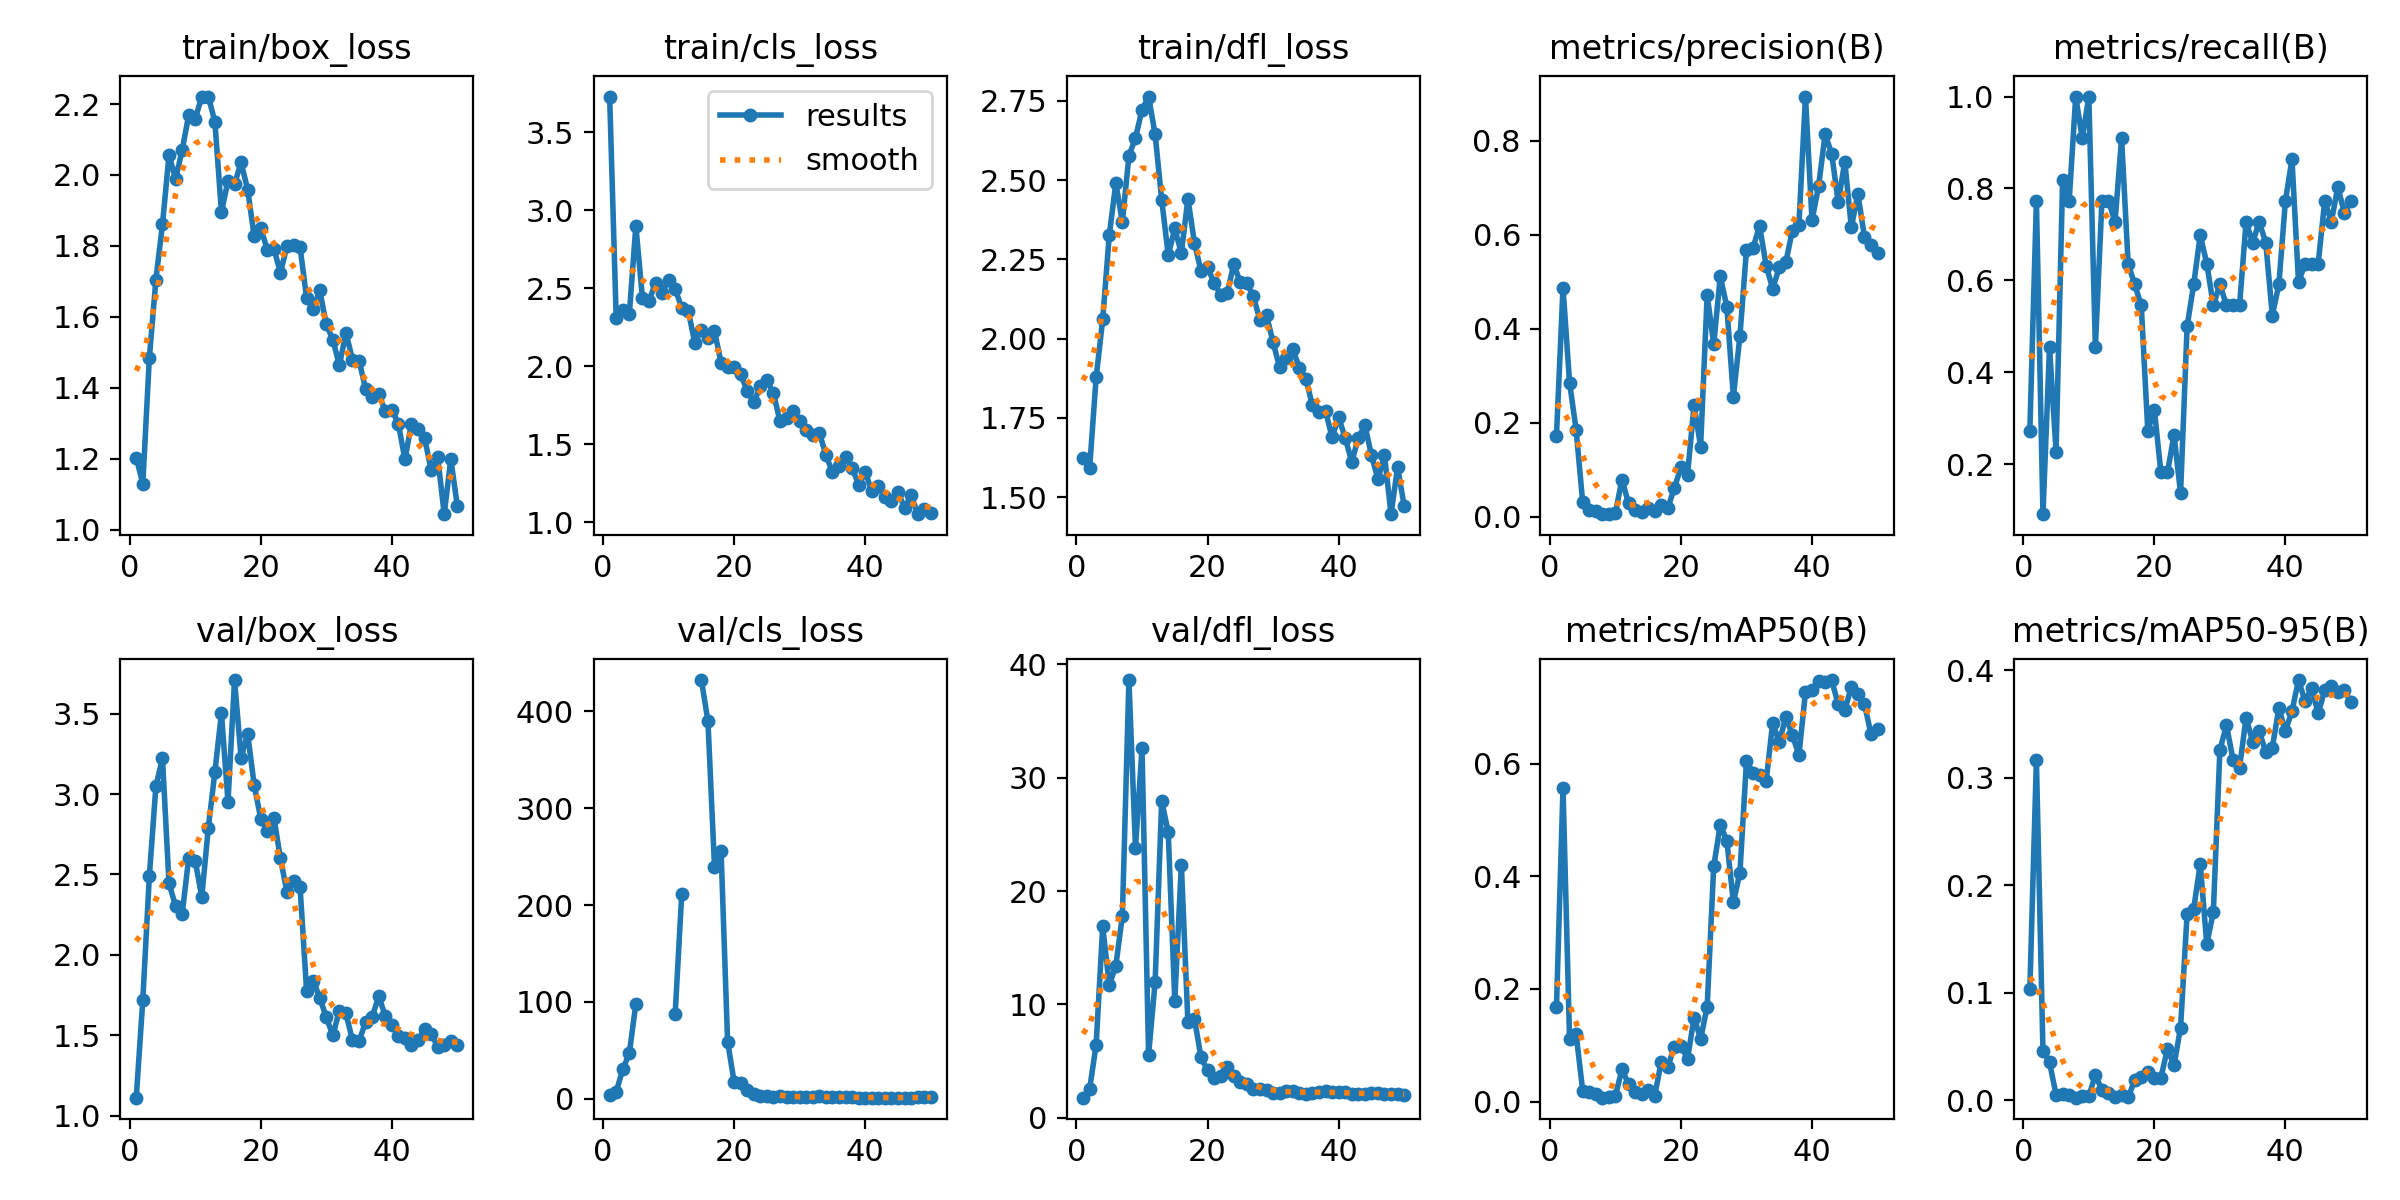 train/box_loss
2.2
2.0
1.8
1.6
1.4
1.2
1.0
0 20 40
train/cls_loss
results
smooth
3.5
3.0
2.5
2.0
1.5
1.0
0 20 40
train/dfl_loss
2.75
2.50
2.25
2.00
1.75
1.50
0 20 40
metrics/precision(B)
0.8
0.6
0.4
0.2
0.0
0 20 40
metrics/recall(B)
1.0
0.8
0.6
0.4
0.2
0 20 40
val/box_loss
3.5
3.0
2.5
2.0
1.5
1.0
0 20 40
val/cls_loss
400
300
200
100
0
0 20 40
val/dfl_loss
40
30
20
10
0
0 20 40
metrics/mAP50(B)
0.6
0.4
0.2
0.0
0 20 40
metrics/mAP50-95(B)
0.4
0.3
0.2
0.1
0.0
0 20 40